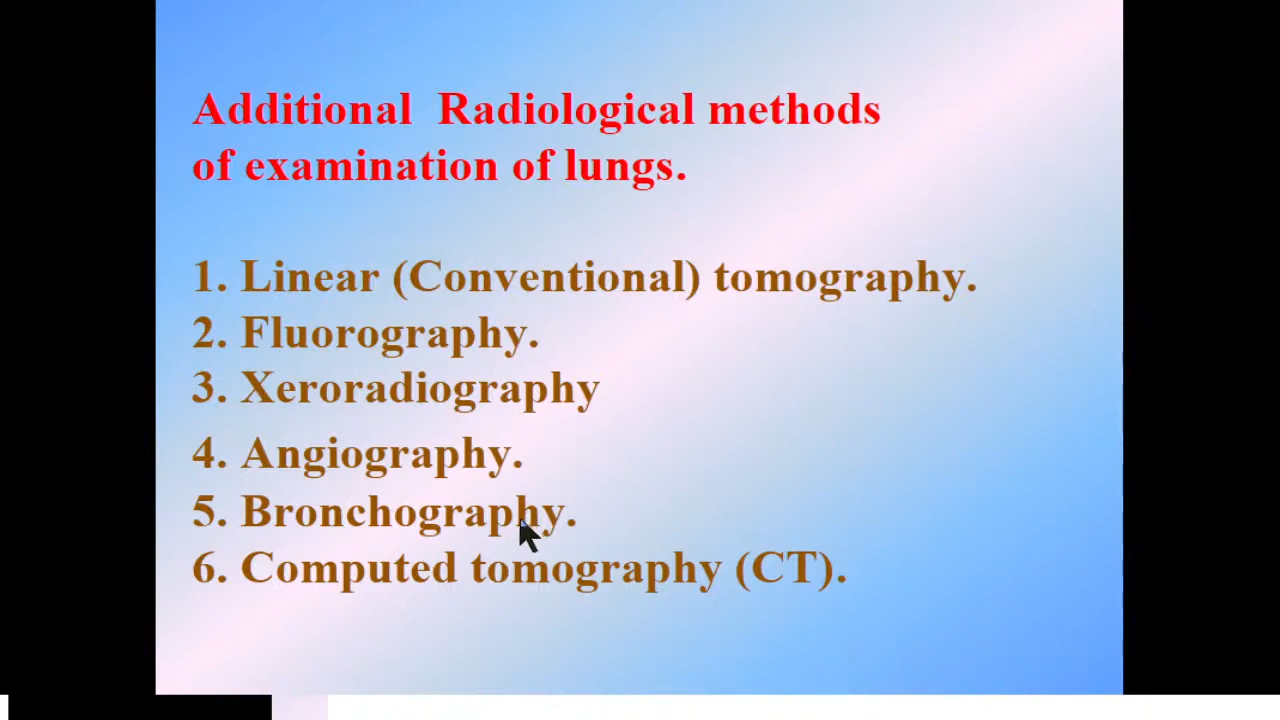 Additional Radiological methods
of examination of lungs.
1. Linear (Conventional) tomography.
2. Fluorography.
3. Xeroradiography
4. Angiography.
5. Bronchography.
6. Computed tomography (CT).